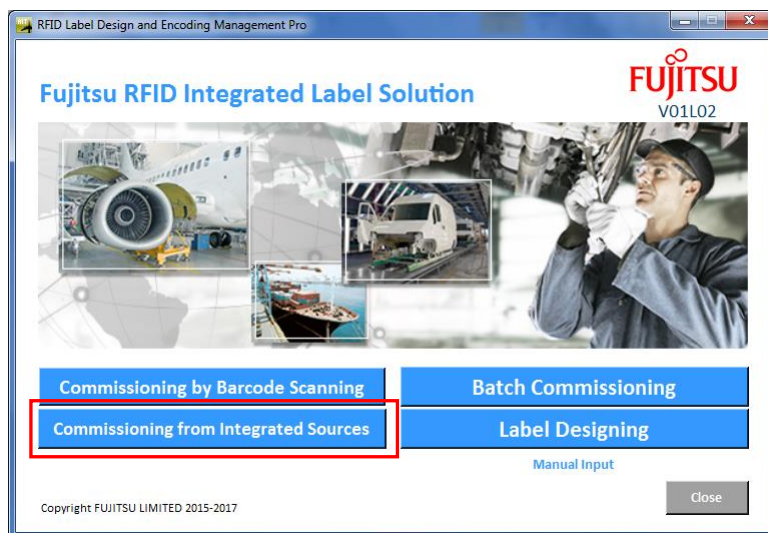 RFID Label Design and Encoding Management Pro
FUJITSU
Fujitsu RFID Integrated Label Solution
V01L02
Commissioning by Barcode Scanning
Batch Commissioning
Commissioning from Integrated Sources
Label Designing
Manual Input
Close
Copyright FUJITSU LIMITED 2015-2017